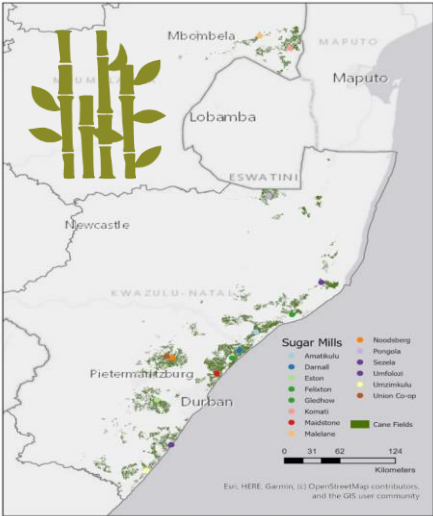 Mbombela
MAPUTO
Maputo
Lobamba
ESWATINI
Newcastle
KWAZULU-NATAL
Pietermaritzburg
Durban
Sugar Mills
Amatikulu
Darnall
Eston
Felixton
Gledhow
Komati
Maidstone
Malelane
Noodsberg
Pongola
Sezela
Umfolozi
Umzimkulu
Union Co-op
Cane Fields
0 31 62 124
Kilometers
Esri, HERE, Garmin, (c) OpenStreetMap contributors,
and the GIS user community